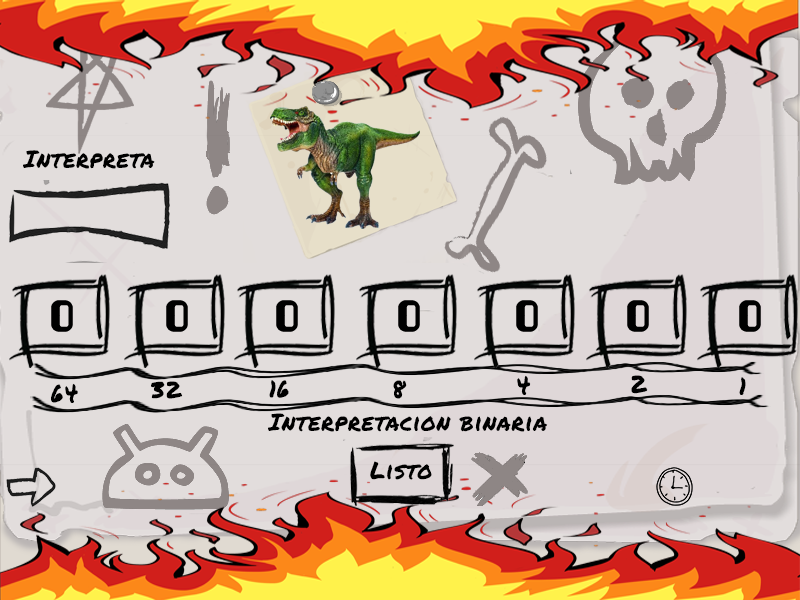 Interpreta
0 0 0 0 0 0 0
64 32 16 8 4 2 1
Interpretacion binaria
Listo